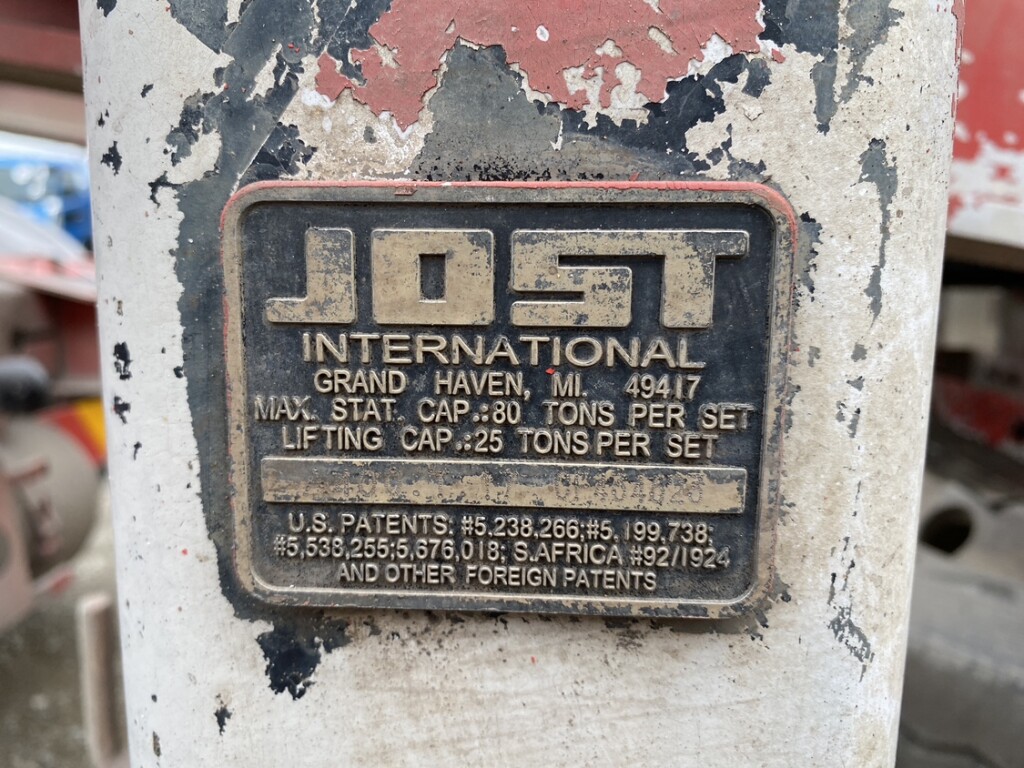 JOST
INTERNATIONAL
GRAND HAVEN, MI. 49417
MAX. STAT. CAP.:80 TONS PER SET
LIFTING CAP.:25 TONS PER SET
U.S. PATENTS: #5,238,266;#5,199,738;
#5,538,255;5,676,018; S.AFRICA #92/1924
AND OTHER FOREIGN PATENTS